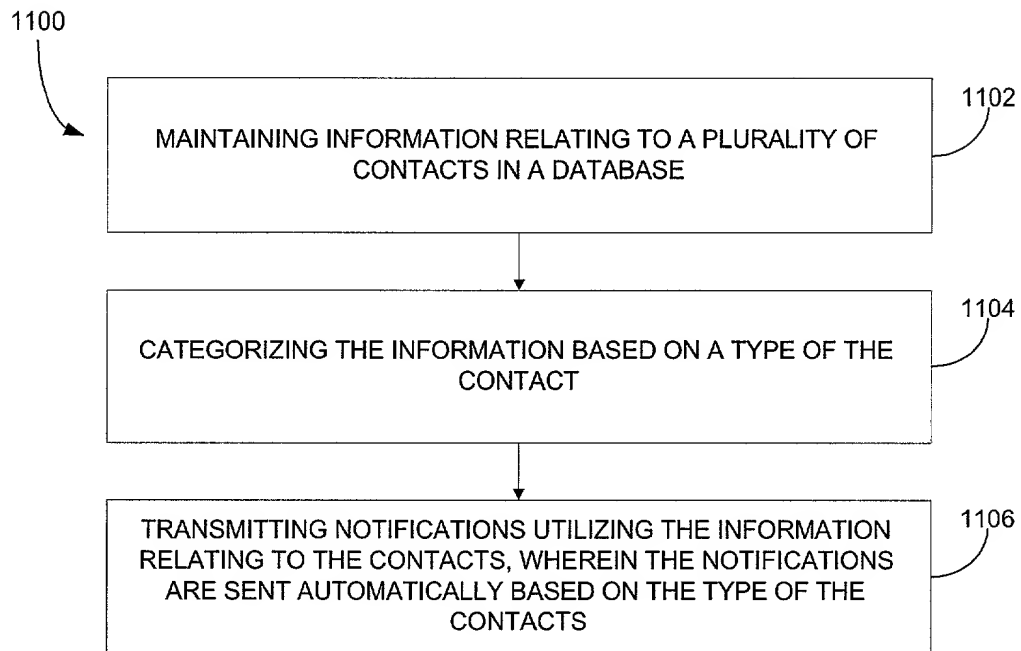 1100
1102
MAINTAINING INFORMATION RELATING TO A PLURALITY OF
CONTACTS IN A DATABASE
1104
CATEGORIZING THE INFORMATION BASED ON A TYPE OF THE
CONTACT
1106
TRANSMITTING NOTIFICATIONS UTILIZING THE INFORMATION
RELATING TO THE CONTACTS, WHEREIN THE NOTIFICATIONS
ARE SENT AUTOMATICALLY BASED ON THE TYPE OF THE
CONTACTS